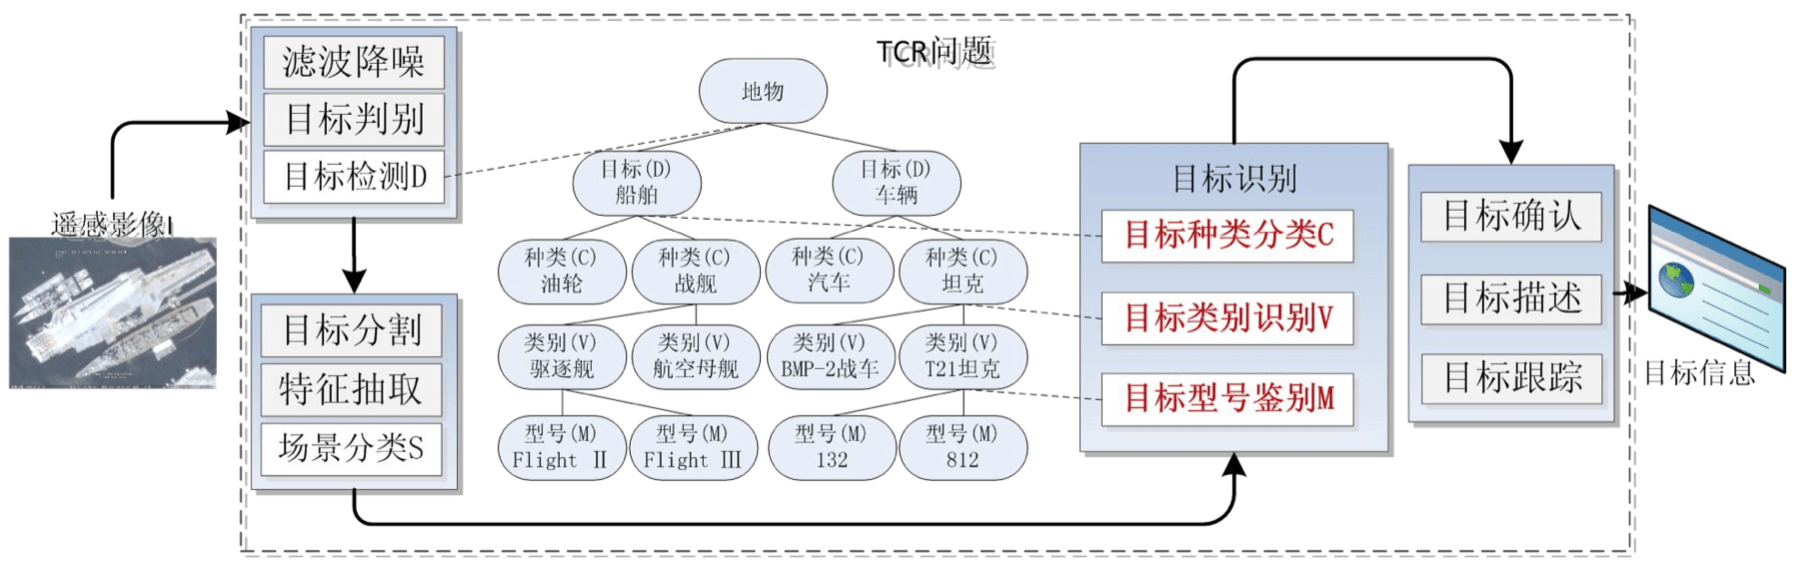 TCR问题
遥感影像I
滤波降噪
目标判别
目标检测D
目标分割
特征抽取
场景分类S
地物
目标(D)
船舶
目标(D)
车辆
种类(C)
油轮
种类(C)
战舰
种类(C)
汽车
种类(C)
坦克
类别(V)
驱逐舰
类别(V)
航空母舰
类别(V)
BMP-2战车
类别(V)
T21坦克
型号(M)
Flight Ⅱ
型号(M)
Flight Ⅲ
型号(M)
132
型号(M)
812
目标识别
目标种类分类C
目标类别识别V
目标型号鉴别M
目标确认
目标描述
目标跟踪
目标信息